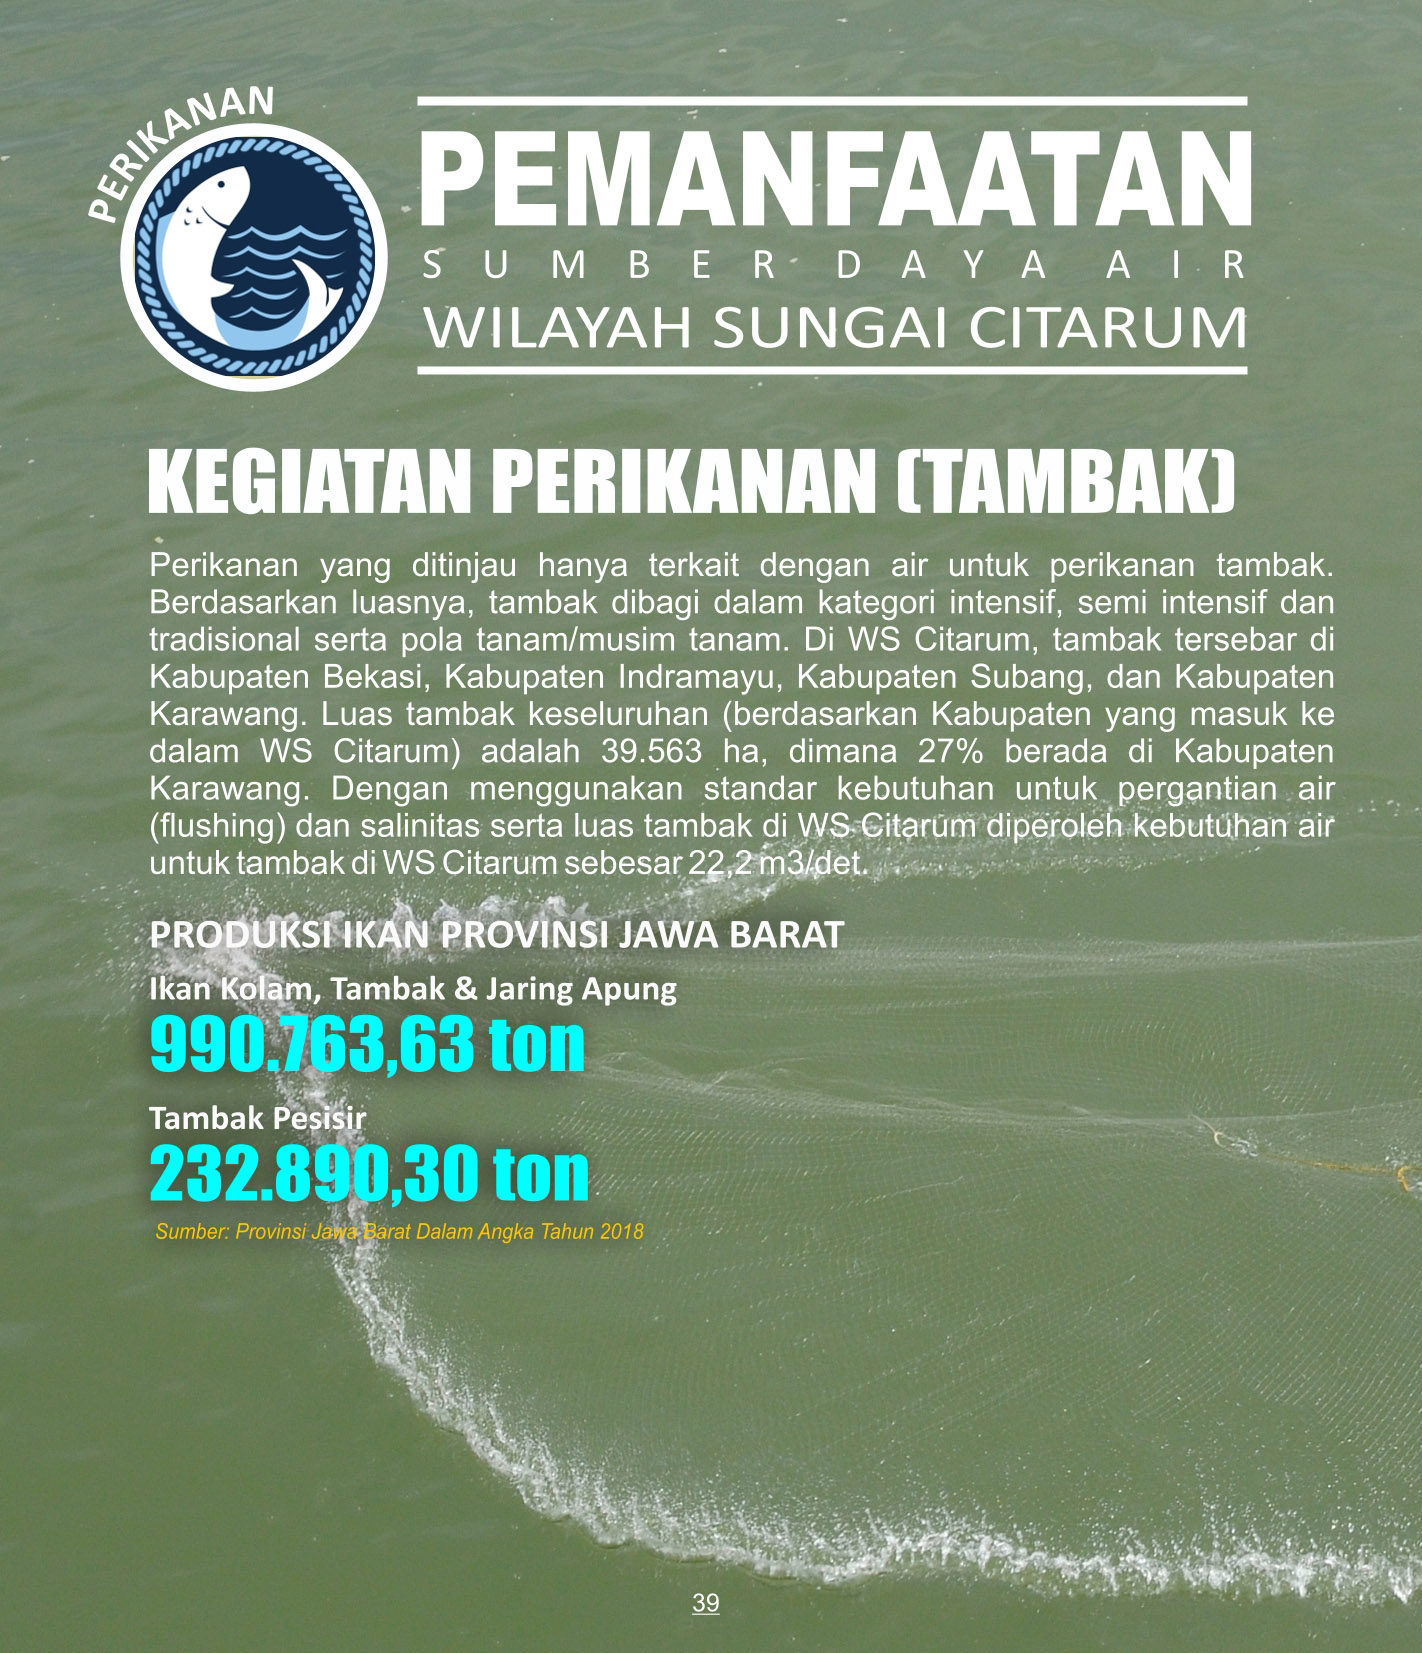 PERIKANAN
PEMANFAATAN
SUMBER DAYA AIR
WILAYAH SUNGAI CITARUM
KEGIATAN PERIKANAN (TAMBAK)
Perikanan yang ditinjau hanya terkait dengan air untuk perikanan tambak.
Berdasarkan luasnya, tambak dibagi dalam kategori intensif, semi intensif dan
tradisional serta pola tanam/musim tanam. Di WS Citarum, tambak tersebar di
Kabupaten Bekasi, Kabupaten Indramayu, Kabupaten Subang, dan Kabupaten
Karawang. Luas tambak keseluruhan (berdasarkan Kabupaten yang masuk ke
dalam WS Citarum) adalah 39.563 ha, dimana 27% berada di Kabupaten
Karawang. Dengan menggunakan standar kebutuhan untuk pergantian air
(flushing) dan salinitas serta luas tambak di WS Citarum diperoleh kebutuhan air
untuk tambak di WS Citarum sebesar 22,2 m3/det.
PRODUKSI IKAN PROVINSI JAWA BARAT
Ikan Kolam, Tambak & Jaring Apung
990.763,63 ton
Tambak Pesisir
232.890,30 ton
Sumber: Provinsi Jawa Barat Dalam Angka Tahun 2018
39